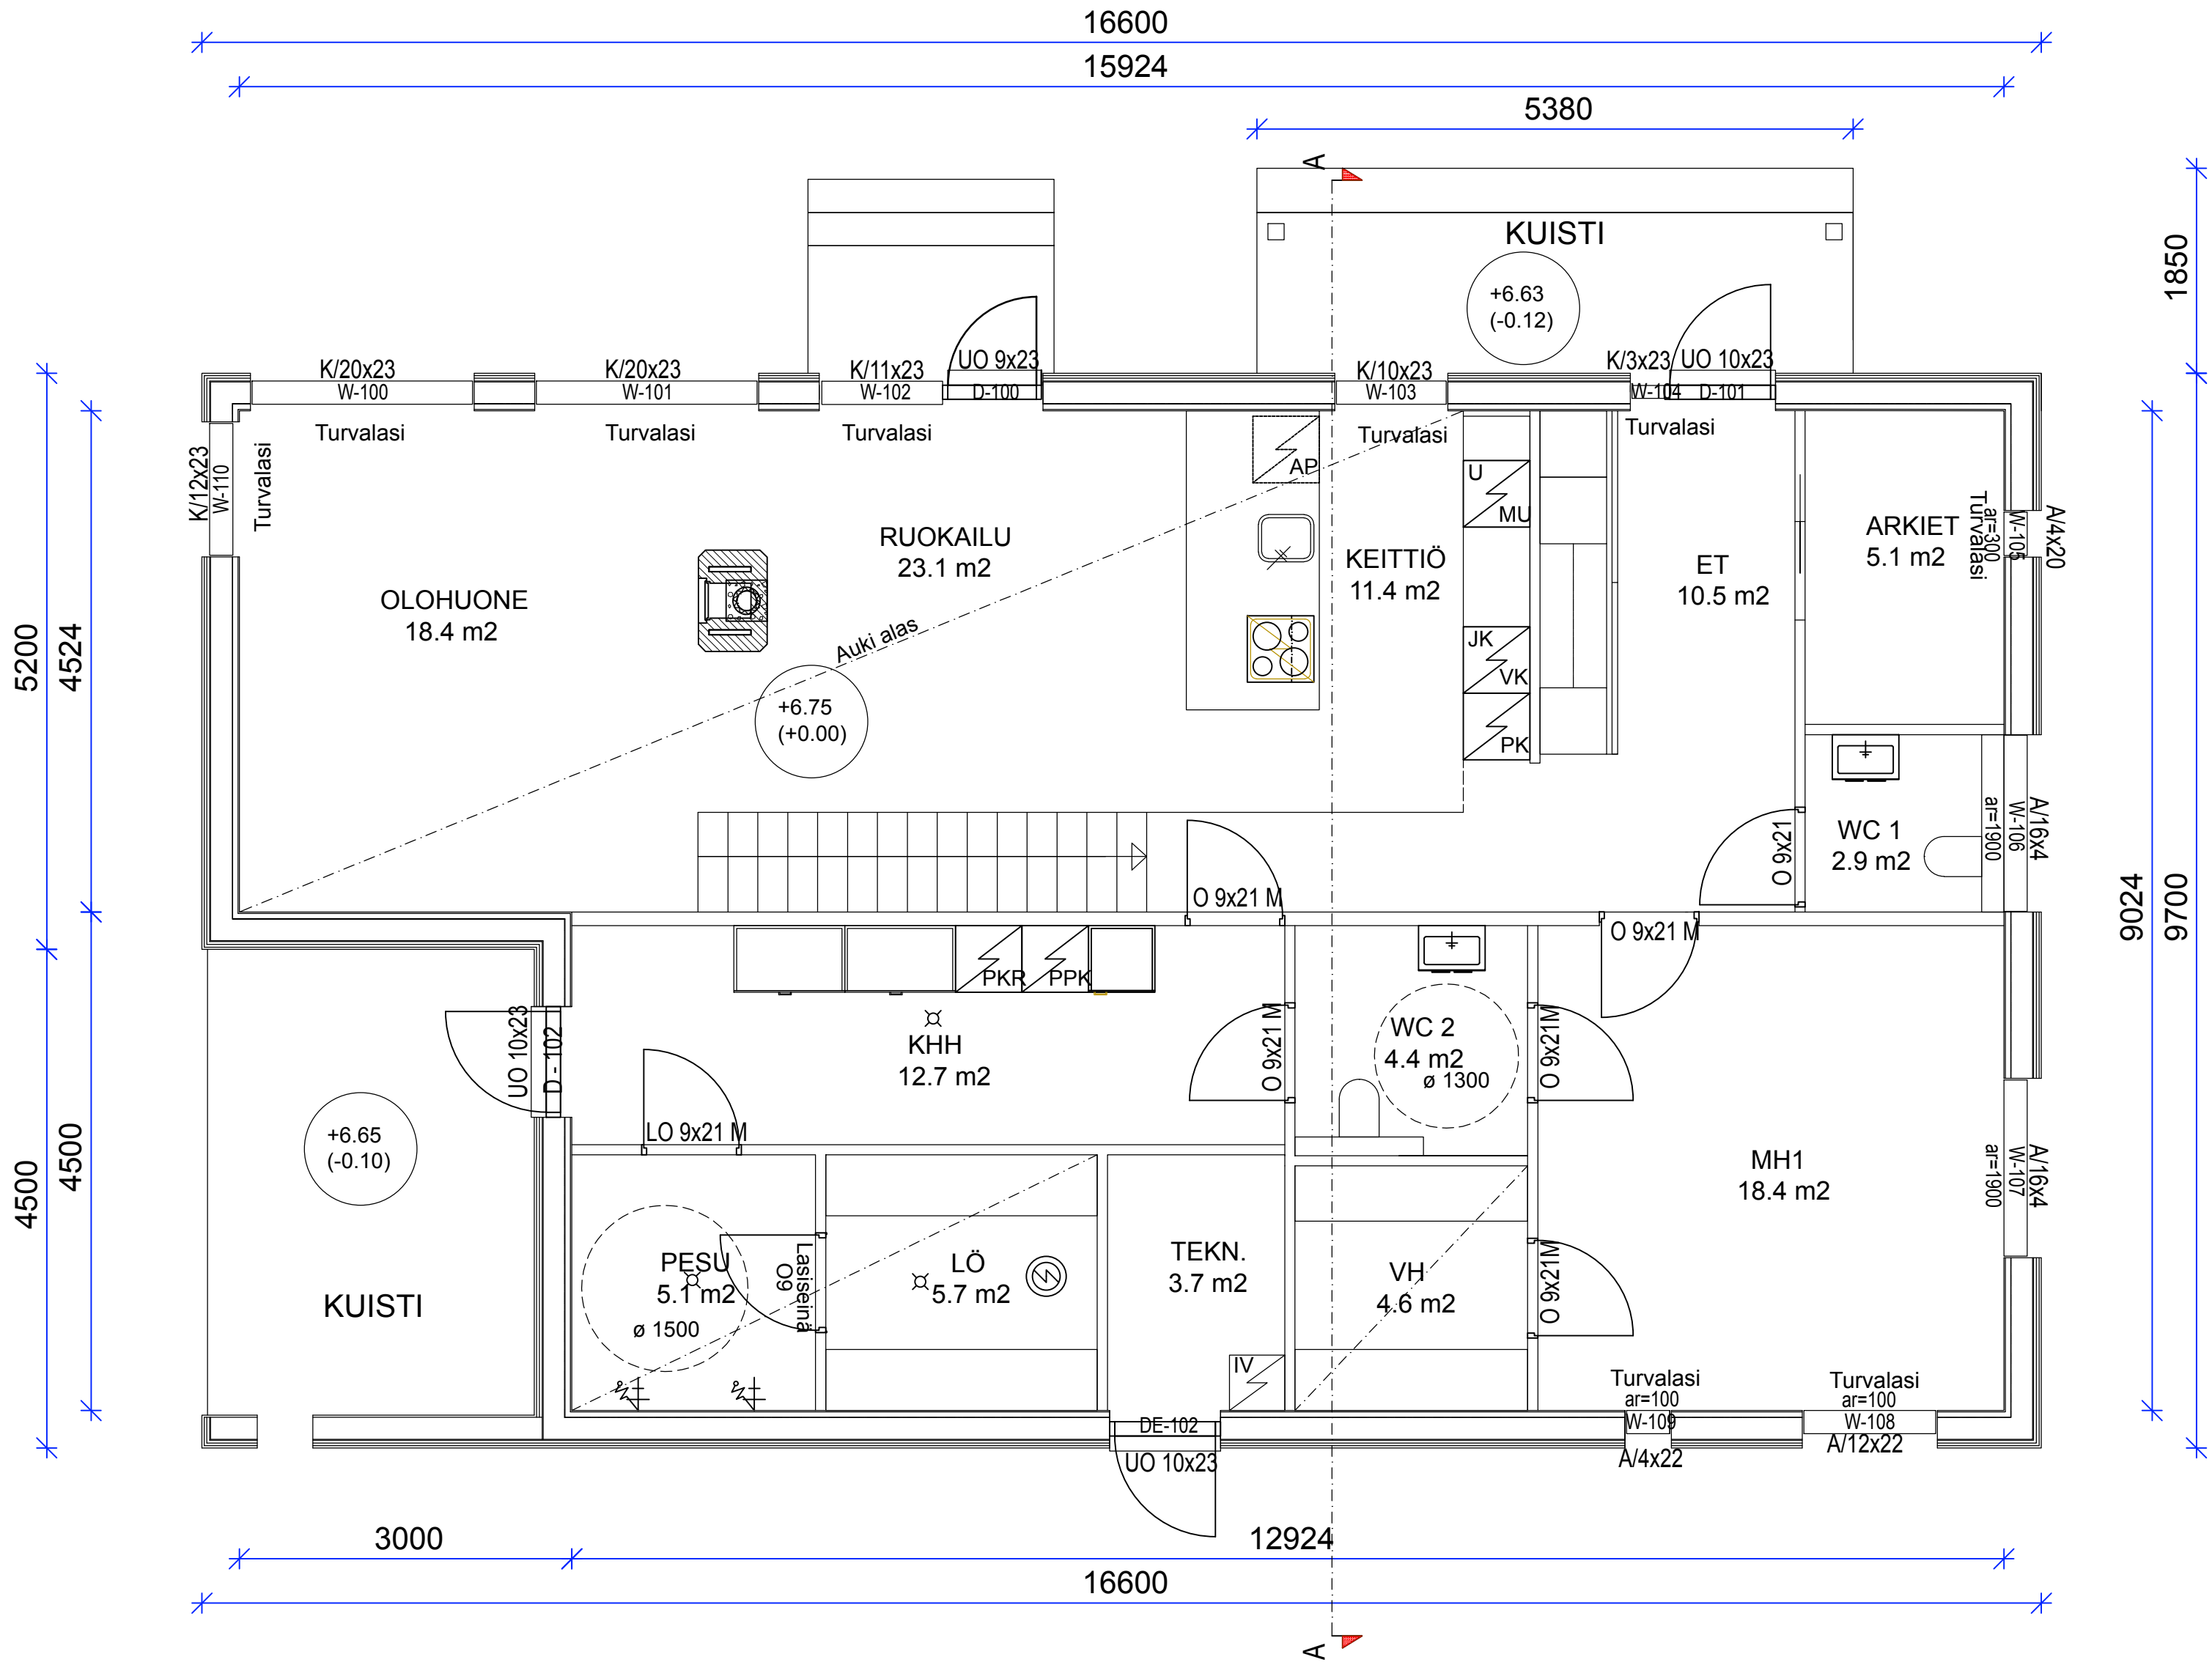 16600
15924
5380
A
KUISTI
+6.63
(-0.12)
1850
K/20x23
W-100
Turvalasi
K/20x23
W-101
Turvalasi
K/11x23
W-102
Turvalasi
UO 9x23
D-100
K/10x23
W-103
Turvalasi
K/3x23
W-104
UO 10x23
D-101
Turvalasi
K/12x23
W-110
Turvalasi
5200
4524
OLOHUONE
18.4 m2
RUOKAILU
23.1 m2
Auki alas
+6.75
(+0.00)
AP
KEITTIÖ
11.4 m2
U
MU
JK
VK
PK
ET
10.5 m2
ARKIET
5.1 m2
Turvalasi
ar=300
W-105
A/4x20
WC 1
2.9 m2
O 9x21
ar=1900
W-106
A/16x4
9024
9700
O 9x21 M
O 9x21 M
PKR
PPK
KHH
12.7 m2
UO 10x23
D - 102
LO 9x21 M
O 9x21 M
WC 2
4.4 m2
ø 1300
O 9x21M
4500
4500
+6.65
(-0.10)
KUISTI
PESU
5.1 m2
ø 1500
Lasiseinä
O9
LÖ
5.7 m2
TEKN.
3.7 m2
IV
VH
4.6 m2
O 9x21M
MH1
18.4 m2
ar=1900
W-107
A/16x4
Turvalasi
ar=100
W-109
A/4x22
Turvalasi
ar=100
W-108
A/12x22
DE-102
UO 10x23
3000
12924
16600
A